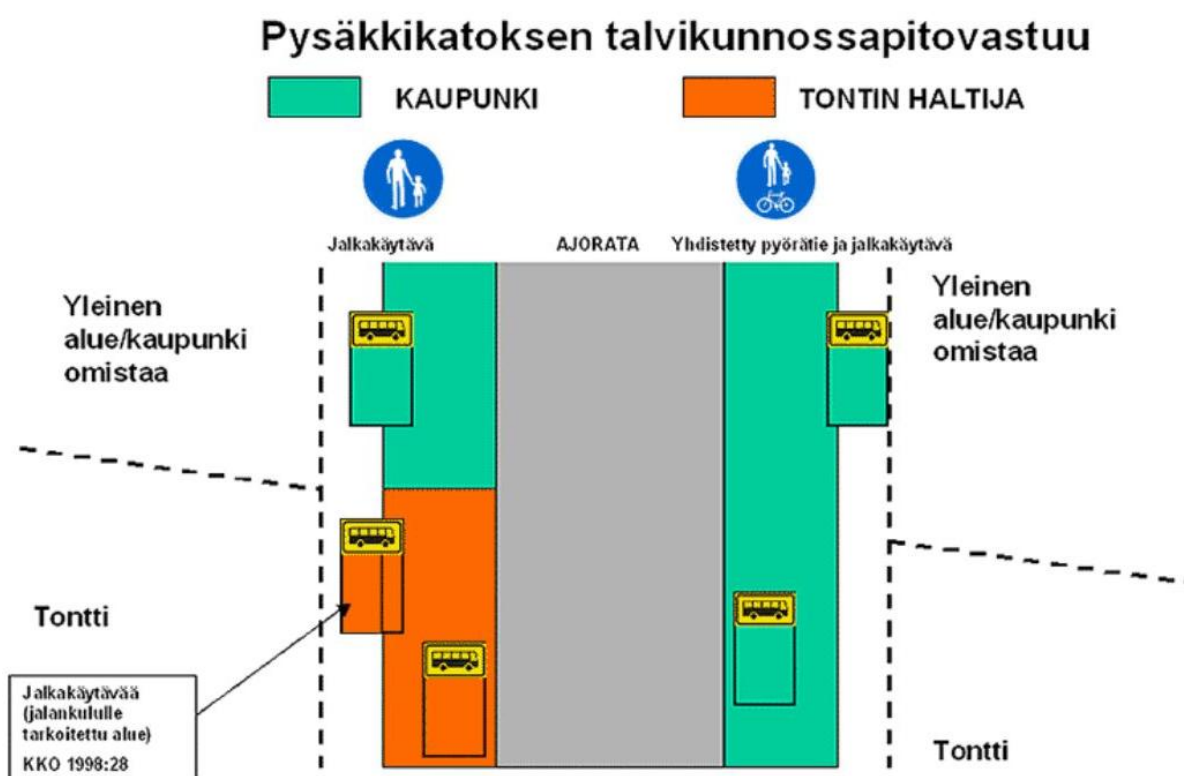 Pysäkkikatoksen talvikunnossapitovastuu
KAUPUNKI
TONTIN HALTIJA
Jalkakäytävä
AJORATA
Yhdistetty pyörätie ja jalkakäytävä
Yleinen
alue/kaupunki
omistaa
Yleinen
alue/kaupunki
omistaa
Tontti
Jalkakäytävää
(jalankululle
tarkoitettu alue)
KKO 1998:28
Tontti